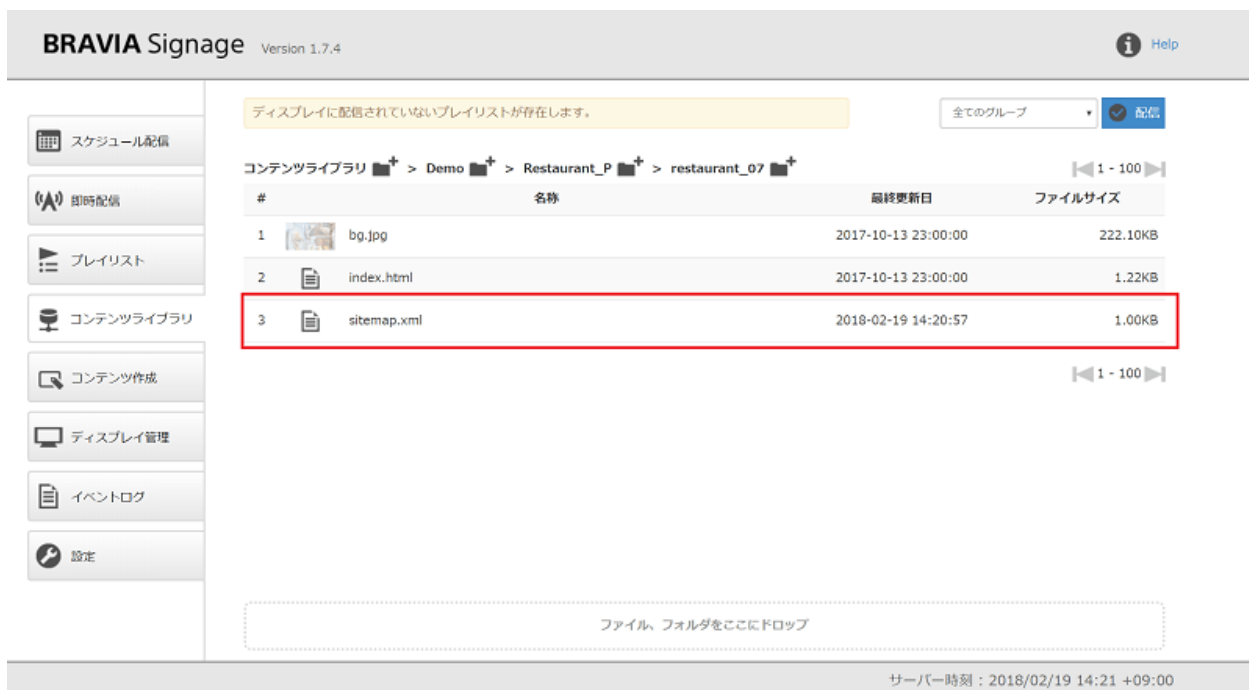 BRAVIA Signage Version 1.7.4
Help
ディスプレイに配信されていないプレイリストが存在します。
全てのグループ
配信
スケジュール配信
即時配信
プレイリスト
コンテンツライブラリ
コンテンツ作成
ディスプレイ管理
イベントログ
設定
コンテンツライブラリ > Demo > Restaurant_P > restaurant_07
1 - 100
# 名称 最終更新日 ファイルサイズ
1 bg.jpg 2017-10-13 23:00:00 222.10KB
2 index.html 2017-10-13 23:00:00 1.22KB
3 sitemap.xml 2018-02-19 14:20:57 1.00KB
1 - 100
ファイル、フォルダをここにドロップ
サーバー時刻 : 2018/02/19 14:21 +09:00